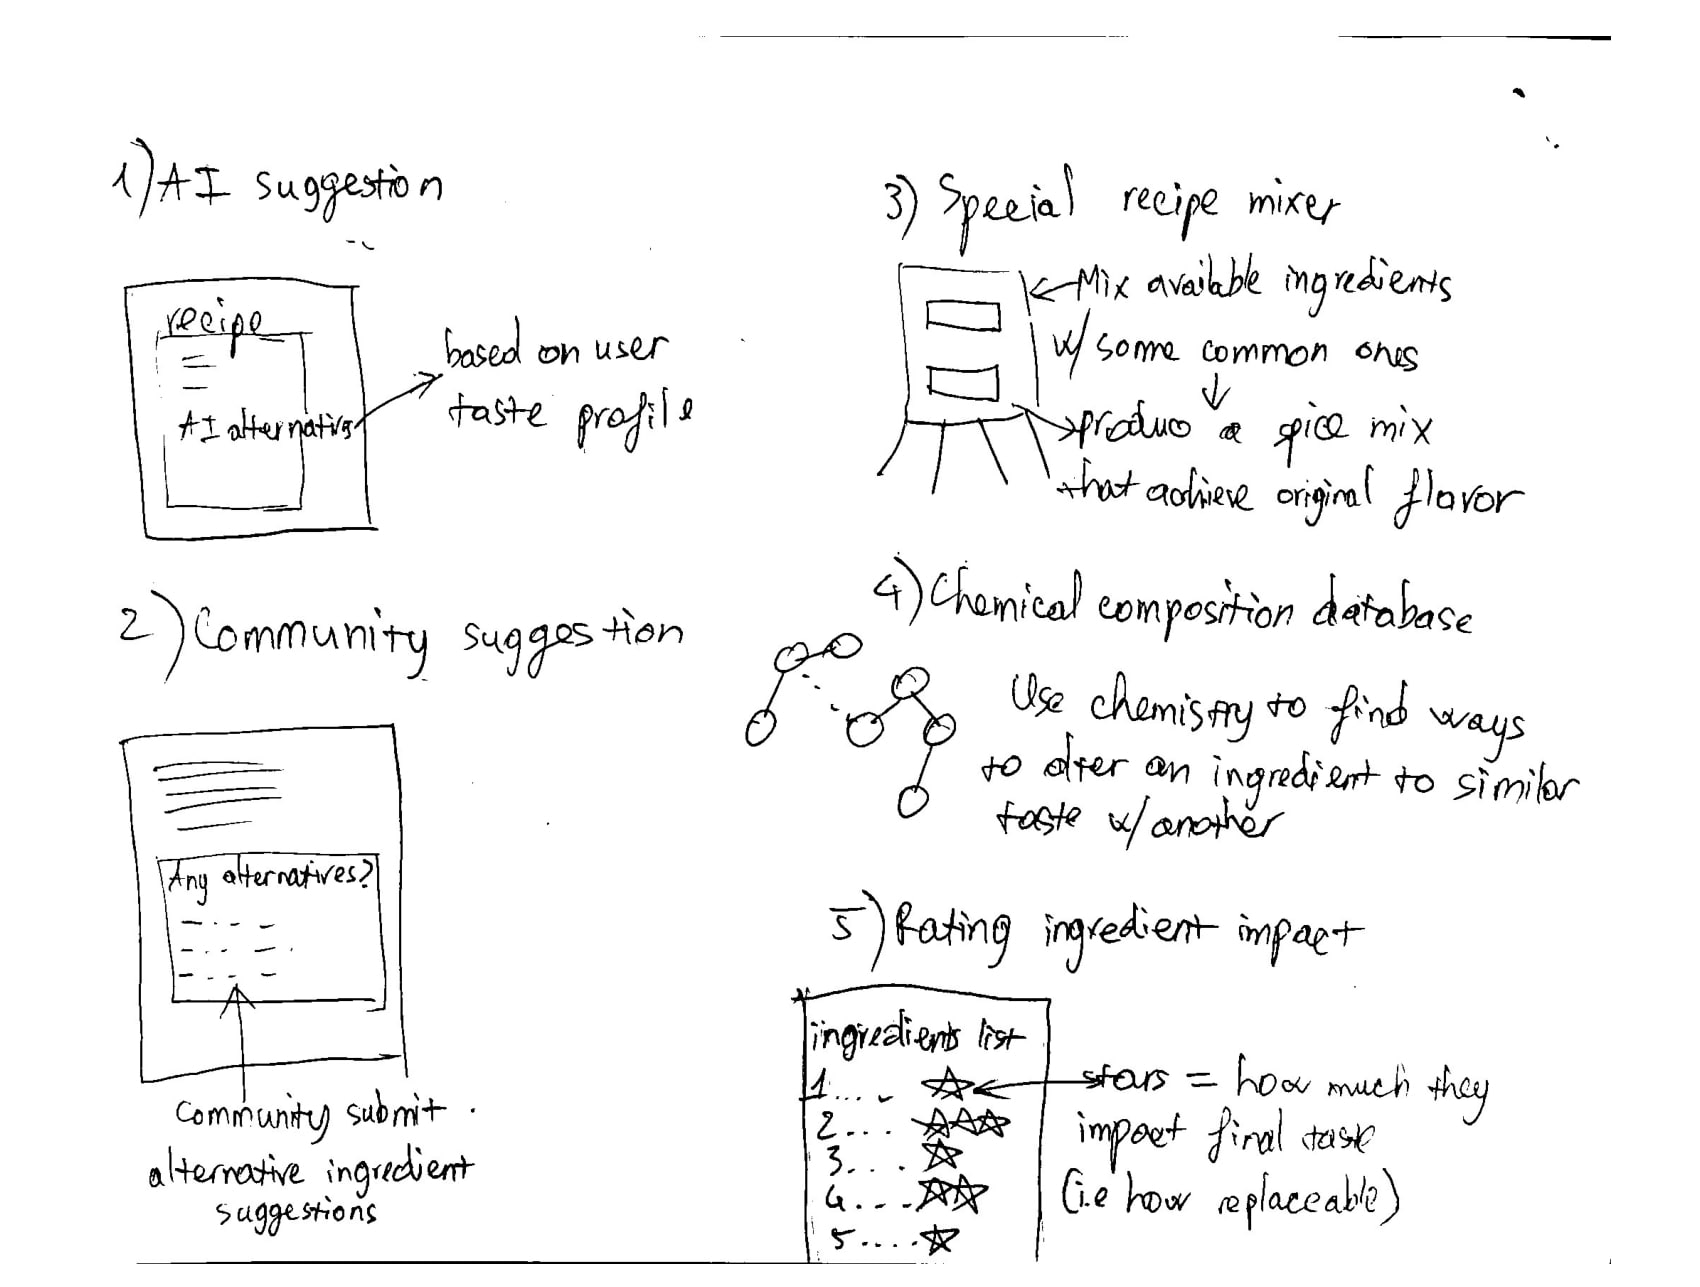 1) AI suggestion
recipe
AI alternative
based on user
taste profile
2) Community suggestion
Any alternatives?
Community submit
alternative ingredient
suggestions
3) Special recipe mixer
Mix available ingredients
w/ some common ones
produce a spice mix
that achieve original flavor
4) Chemical composition database
Use chemistry to find ways
to alter an ingredient to similar
taste w/ another
5) Rating ingredient impact
ingredients list
1....
2...
3....
4....
5....
stars = how much they
impact final taste
(i.e how replaceable)